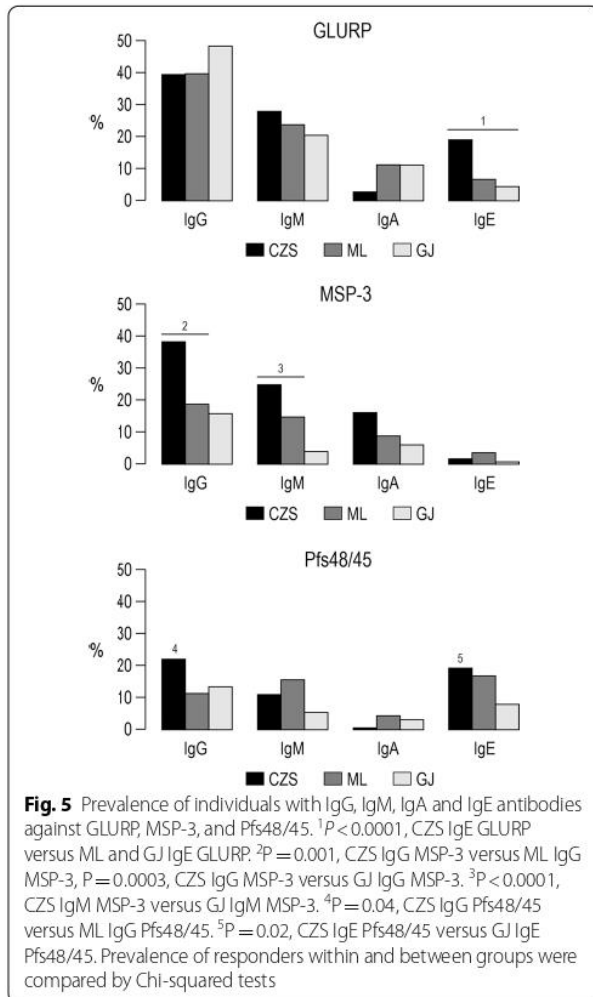 GLURP
50
40
30
%
20
10
0
1
IgG IgM IgA IgE
CZS ML GJ
MSP-3
50
40
30
%
20
10
0
2
3
IgG IgM IgA IgE
CZS ML GJ
Pfs48/45
50
40
30
%
20
10
0
4
5
IgG IgM IgA IgE
CZS ML GJ
Fig. 5 Prevalence of individuals with IgG, IgM, IgA and IgE antibodies
against GLURP, MSP-3, and Pfs48/45. ¹P < 0.0001, CZS IgE GLURP
versus ML and GJ IgE GLURP. ²P = 0.001, CZS IgG MSP-3 versus ML IgG
MSP-3, P = 0.0003, CZS IgG MSP-3 versus GJ IgG MSP-3. ³P < 0.0001,
CZS IgM MSP-3 versus GJ IgM MSP-3. ⁴P = 0.04, CZS IgG Pfs48/45
versus ML IgG Pfs48/45. ⁵P = 0.02, CZS IgE Pfs48/45 versus GJ IgE
Pfs48/45. Prevalence of responders within and between groups were
compared by Chi-squared tests